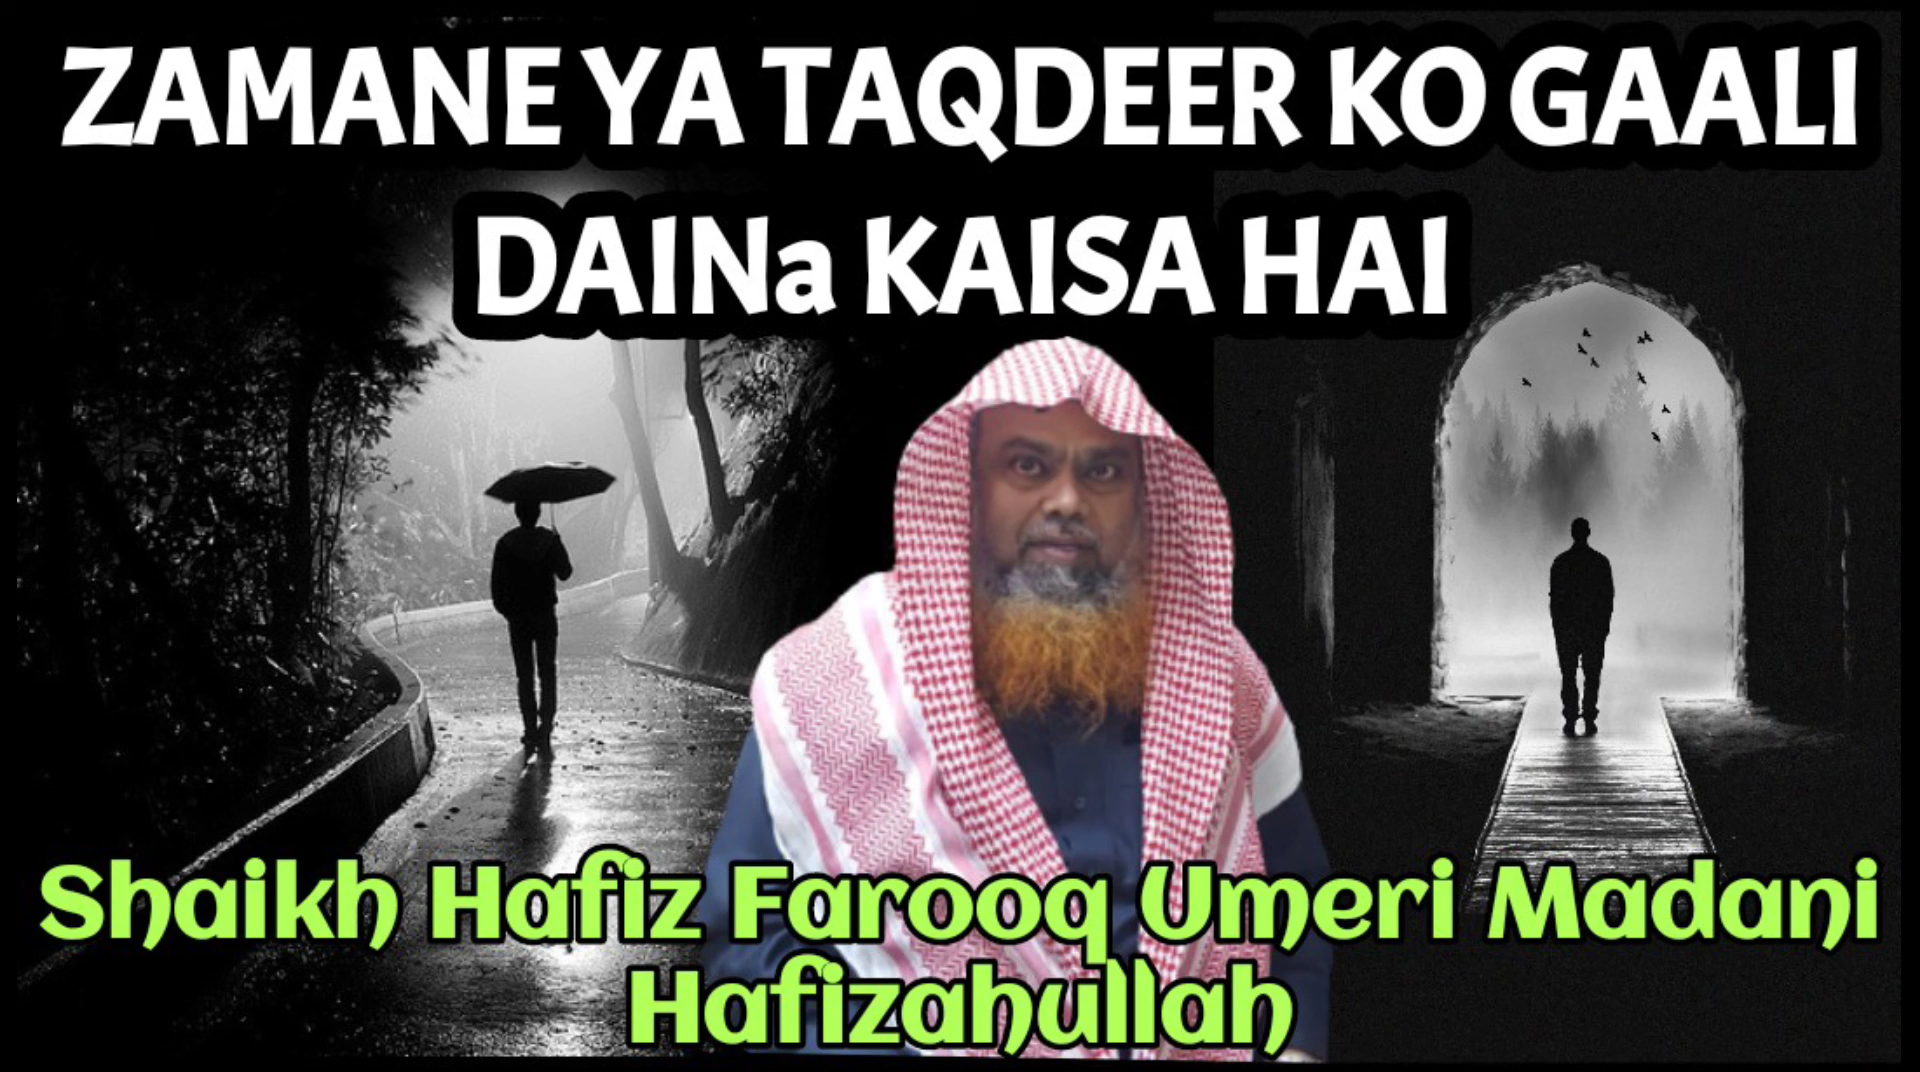 ZAMANE YA TAQDEER KO GAALI
DAINa KAISA HAI
Shaikh Hafiz Farooq Umeri Madani
Hafizahullah